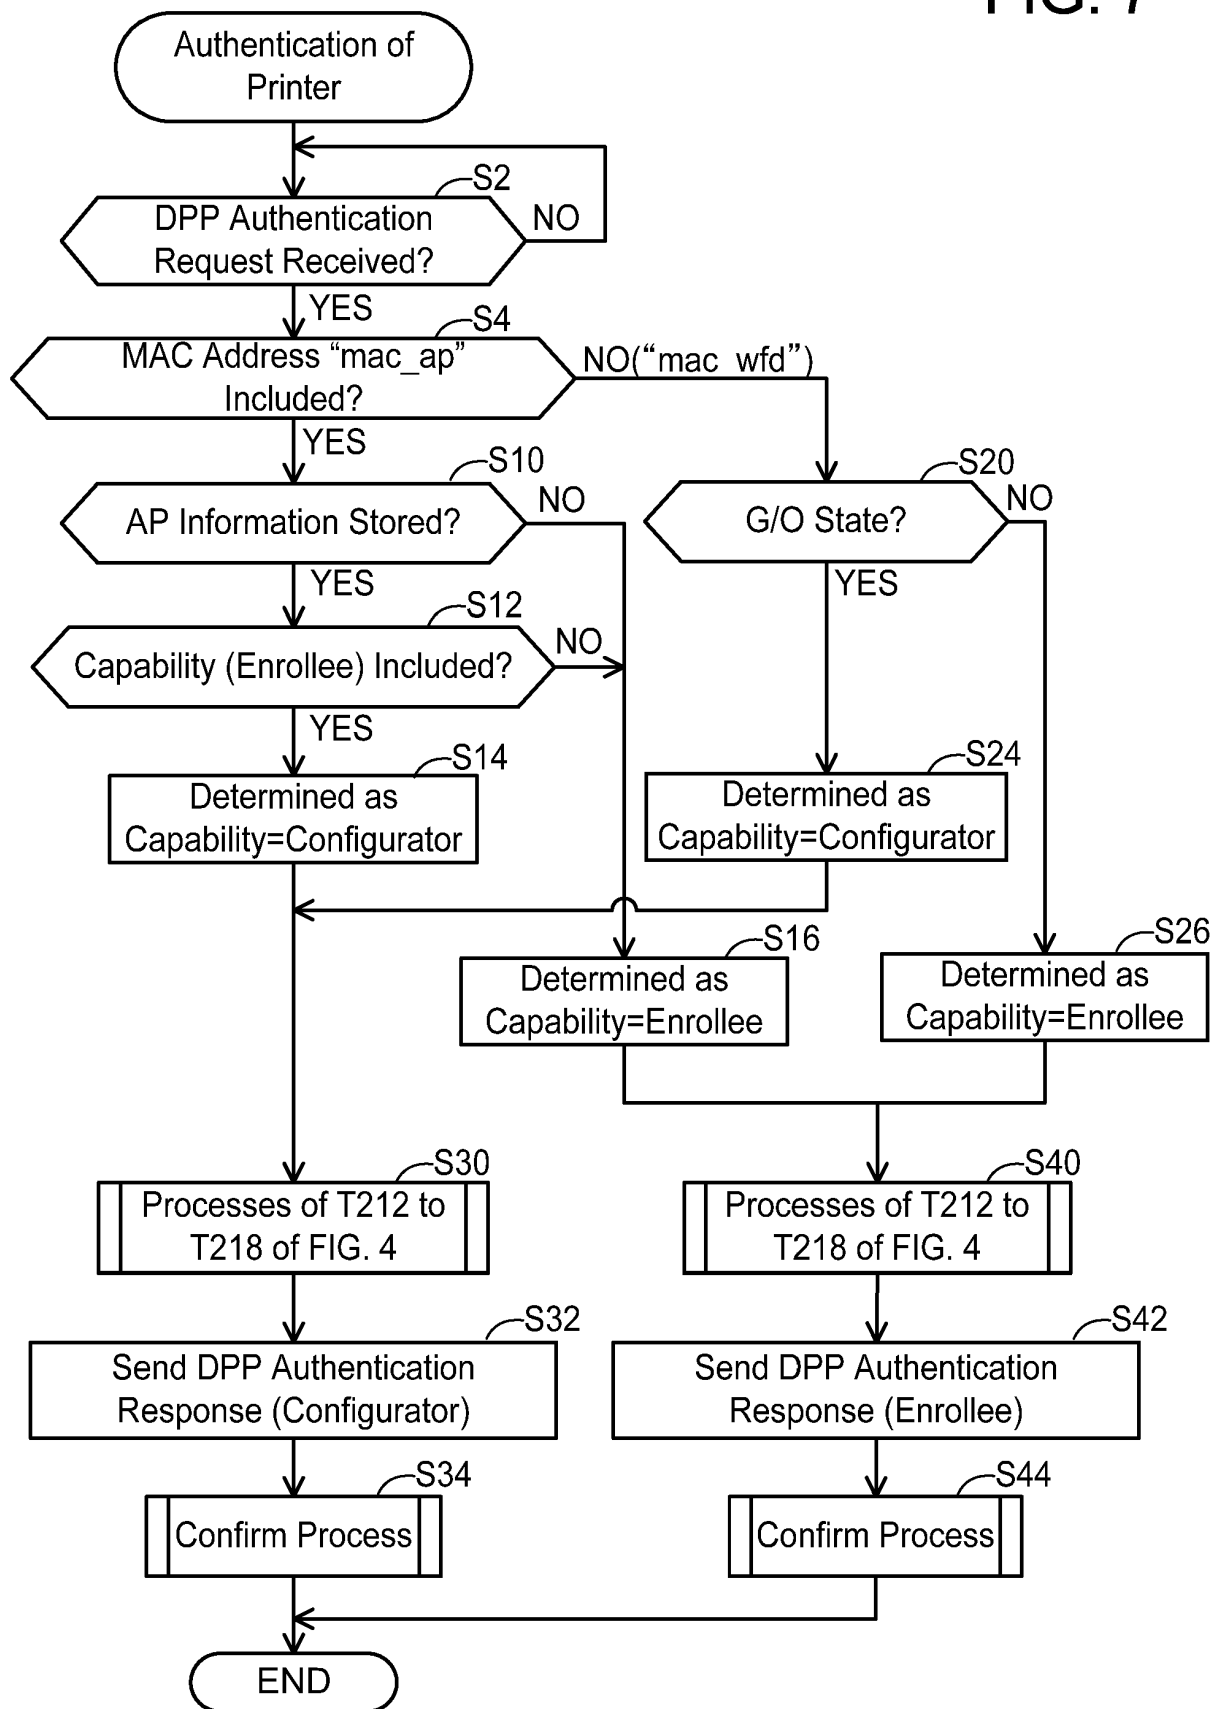 FIG. 7
Authentication of
Printer
S2
DPP Authentication
Request Received?
NO
YES
S4
MAC Address “mac_ap”
Included?
NO(“mac_wfd”)
YES
S10
AP Information Stored?
NO
S20
G/O State?
NO
YES
YES
S12
Capability (Enrollee) Included?
NO
YES
S14
Determined as
Capability=Configurator
S24
Determined as
Capability=Configurator
S16
Determined as
Capability=Enrollee
S26
Determined as
Capability=Enrollee
S30
Processes of T212 to
T218 of FIG. 4
S40
Processes of T212 to
T218 of FIG. 4
S32
Send DPP Authentication
Response (Configurator)
S42
Send DPP Authentication
Response (Enrollee)
S34
Confirm Process
S44
Confirm Process
END